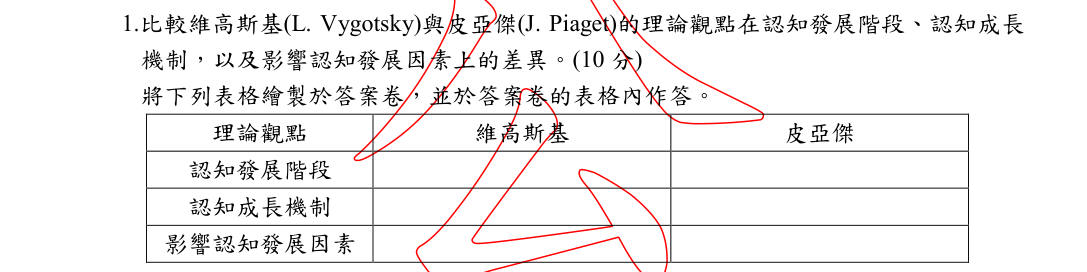 1.比較維高斯基(L. Vygotsky)與皮亞傑(J. Piaget)的理論觀點在認知發展階段、認知成長
機制，以及影響認知發展因素上的差異。(10 分)
將下列表格繪製於答案卷，並於答案卷的表格內作答。
理論觀點 維高斯基 皮亞傑
認知發展階段
認知成長機制
影響認知發展因素